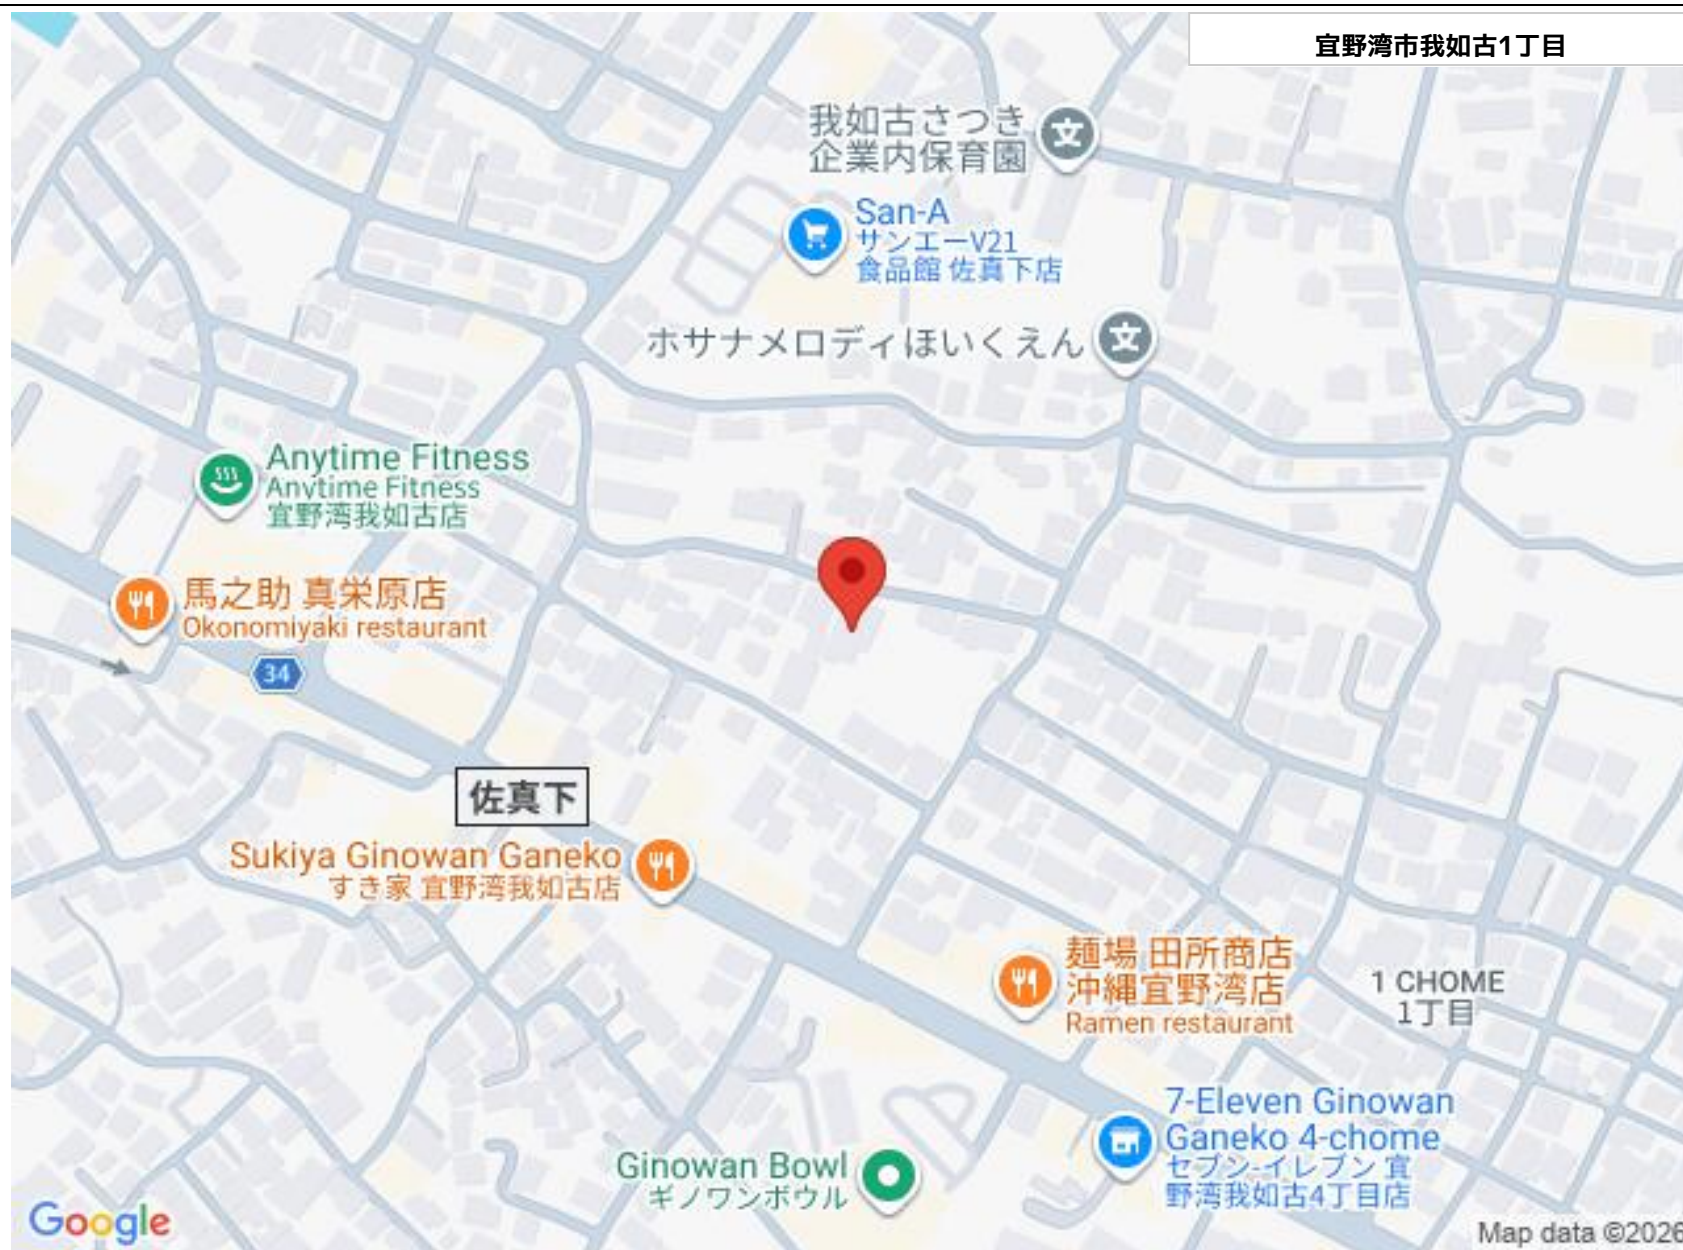 宜野湾市我如古1丁目
我如古さつき
企業内保育園
San-A
サンエーV21
食品館 佐真下店
ホサナメロディほいくえん
Anytime Fitness
Anytime Fitness
宜野湾我如古店
馬之助 真栄原店
Okonomiyaki restaurant
34
佐真下
Sukiya Ginowan Ganeko
すき家 宜野湾我如古店
麺場 田所商店
沖縄宜野湾店
Ramen restaurant
1 CHOME
1丁目
7-Eleven Ginowan
Ganeko 4-chome
セブン-イレブン 宜
野湾我如古4丁目店
Ginowan Bowl
ギノワンボウル
Google
Map data ©2026